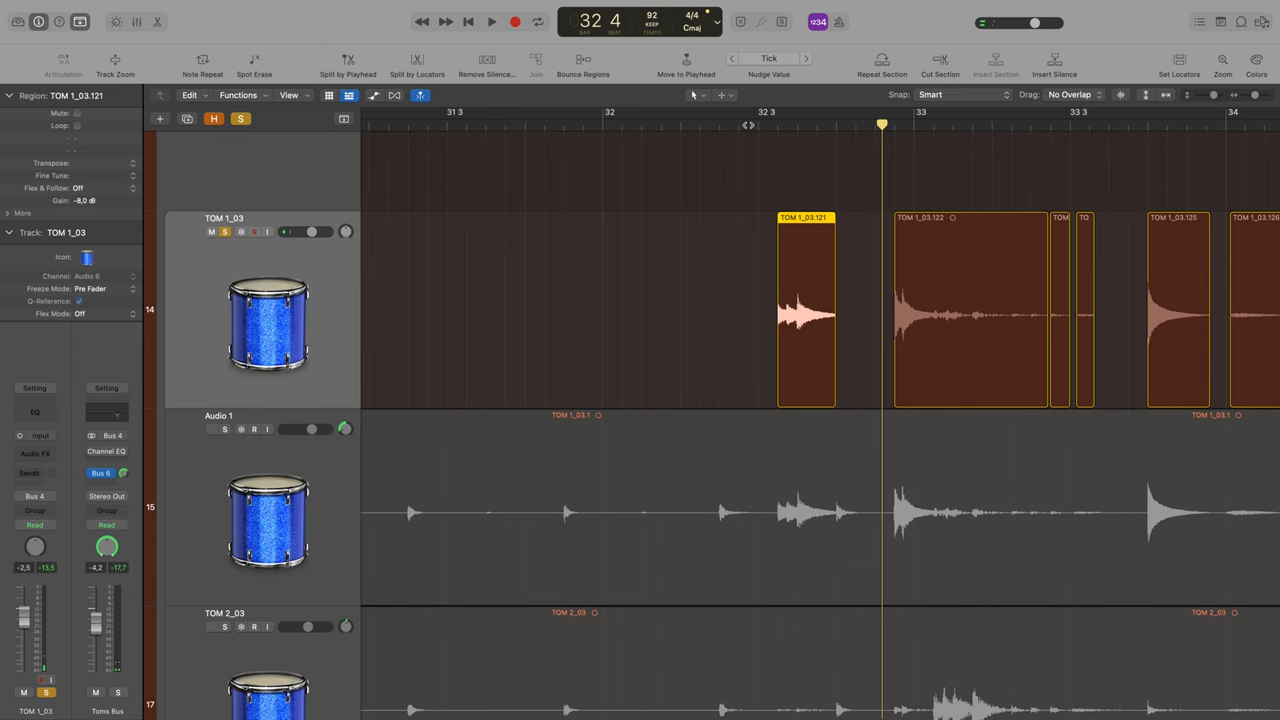 32 4
BAR BEAT
92
KEEP
TEMPO
4/4
Cmaj
1234
Articulation
Track Zoom
Note Repeat
Spot Erase
Split by Playhead
Split by Locators
Remove Silence...
Join
Bounce Regions
Move to Playhead
Tick
Nudge Value
Repeat Section
Cut Section
Insert Section
Insert Silence
Set Locators
Zoom
Colors
Region: TOM 1_03.121
Edit
Functions
View
Snap: Smart
Drag: No Overlap
Mute:
Loop:
Transpose:
Fine Tune:
Flex & Follow: Off
Gain: -8,0 dB
More
H
S
31 3
32
32 3
33
33 3
34
Track: TOM 1_03
Icon:
Channel: Audio 6
Freeze Mode: Pre Fader
Q-Reference:
Flex Mode: Off
TOM 1_03
M S R I
14
TOM 1_03.121
TOM 1_03.122
TOM
TO
TOM 1_03.125
TOM 1_03.126
Audio 1
S R I
15
TOM 1_03.1
TOM 1_03.1
TOM 2_03
S R I
17
TOM 2_03
TOM 2_03
Setting
Setting
EQ
Input
Bus 4
Audio FX
Channel EQ
Sends
Bus 6
Bus 4
Stereo Out
Group
Group
Read
Read
-2,5 -13,5
-4,2 -17,7
R I
M S
M S
TOM 1_03
Toms Bus